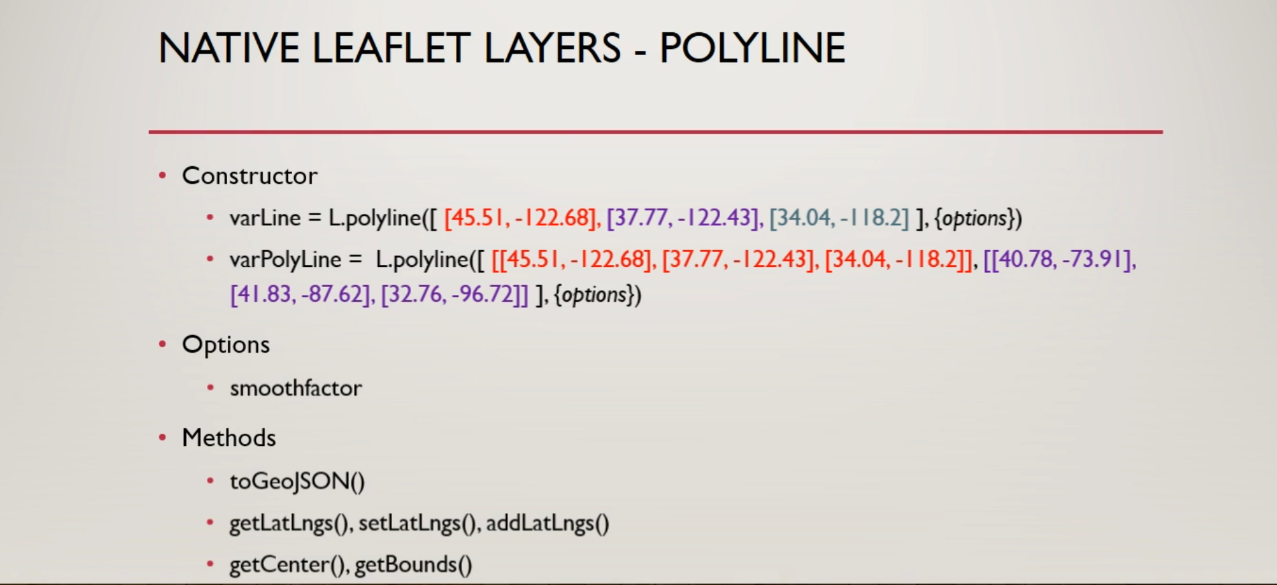 NATIVE LEAFLET LAYERS - POLYLINE
• Constructor
• varLine = L.polyline([ [45.51, -122.68], [37.77, -122.43], [34.04, -118.2] ], {options})
• varPolyLine = L.polyline([ [[45.51, -122.68], [37.77, -122.43], [34.04, -118.2]], [[40.78, -73.91],
[41.83, -87.62], [32.76, -96.72]] ], {options})
• Options
• smoothfactor
• Methods
• toGeoJSON()
• getLatLngs(), setLatLngs(), addLatLngs()
• getCenter(), getBounds()